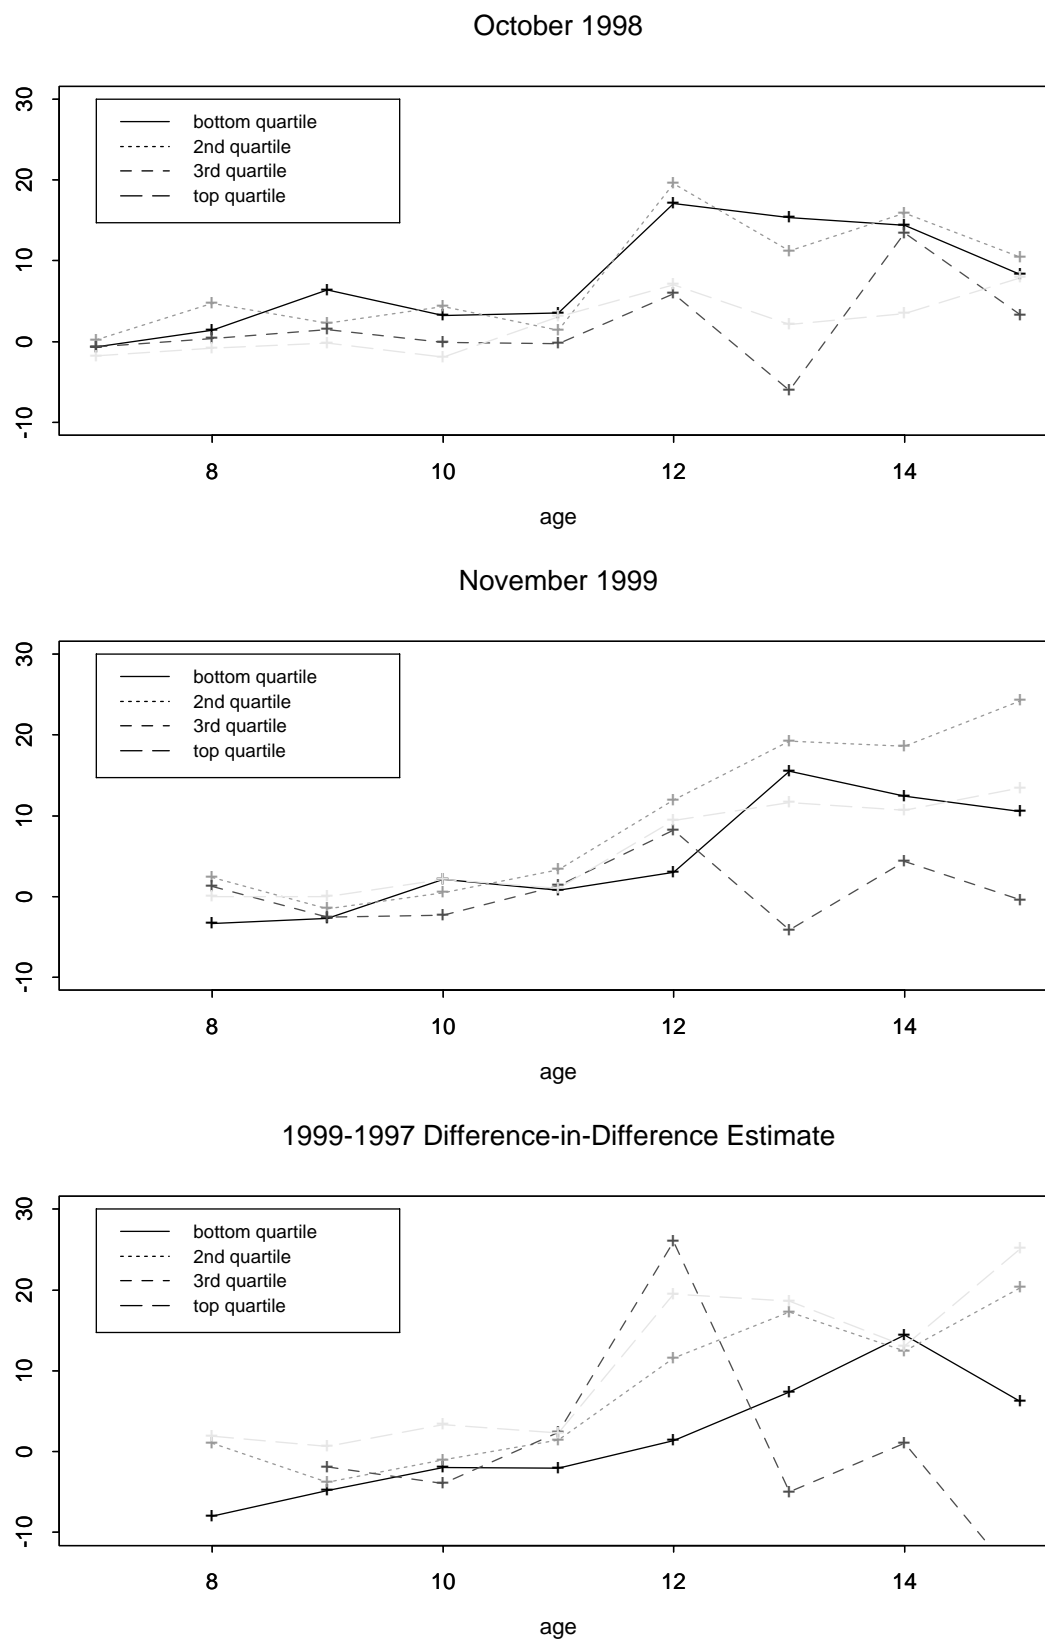 October 1998
30
20
10
0
-10
bottom quartile
2nd quartile
3rd quartile
top quartile
8 10 12 14
age
November 1999
30
20
10
0
-10
bottom quartile
2nd quartile
3rd quartile
top quartile
8 10 12 14
age
1999-1997 Difference-in-Difference Estimate
30
20
10
0
-10
bottom quartile
2nd quartile
3rd quartile
top quartile
8 10 12 14
age